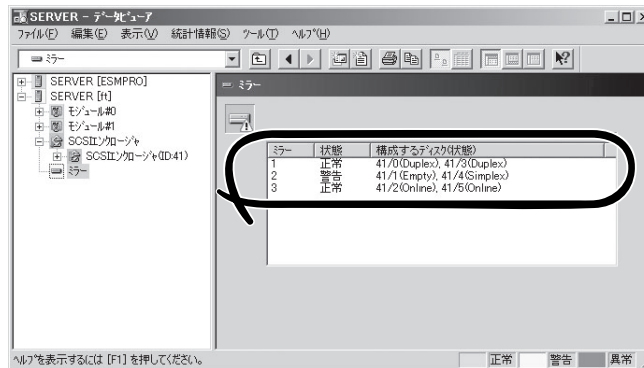 SERVER - ﾃﾞｰﾀﾋﾞｭｰｱ
ﾌｧｲﾙ(F) 編集(E) 表示(V) 統計情報(S) ﾂｰﾙ(T) ﾍﾙﾌﾟ(H)
ﾐﾗｰ
SERVER [ESMPRO]
SERVER [ft]
ﾓｼﾞｭｰﾙ#0
ﾓｼﾞｭｰﾙ#1
SCSIｴﾝｸﾛｰｼﾞｬ
SCSIｴﾝｸﾛｰｼﾞｬ(ID:41)
ﾐﾗｰ
ﾐﾗｰ
ﾐﾗｰ 状態 構成するﾃﾞｨｽｸ(状態)
1 正常 41/0(Duplex), 41/3(Duplex)
2 警告 41/1(Empty), 41/4(Simplex)
3 正常 41/2(Online), 41/5(Online)
ﾍﾙﾌﾟを表示するには [F1] を押してください。
正常 警告 異常